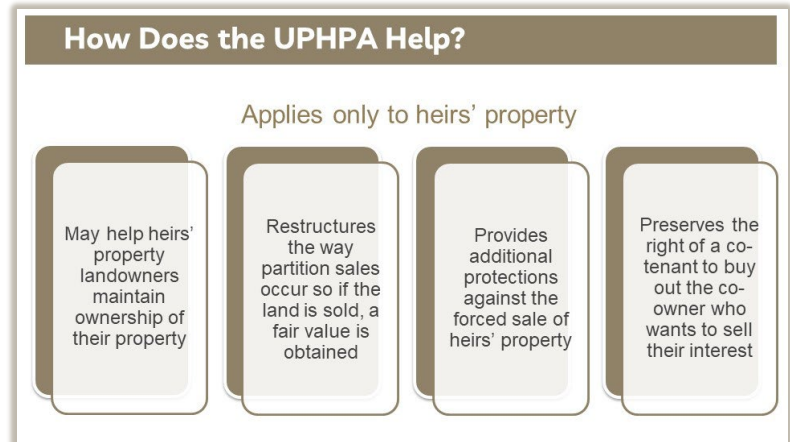 How Does the UPHPA Help?
Applies only to heirs’ property
May help heirs’
property
landowners
maintain
ownership of
their property
Restructures
the way
partition sales
occur so if the
land is sold, a
fair value is
obtained
Provides
additional
protections
against the
forced sale of
heirs’ property
Preserves the
right of a co-
tenant to buy
out the co-
owner who
wants to sell
their interest